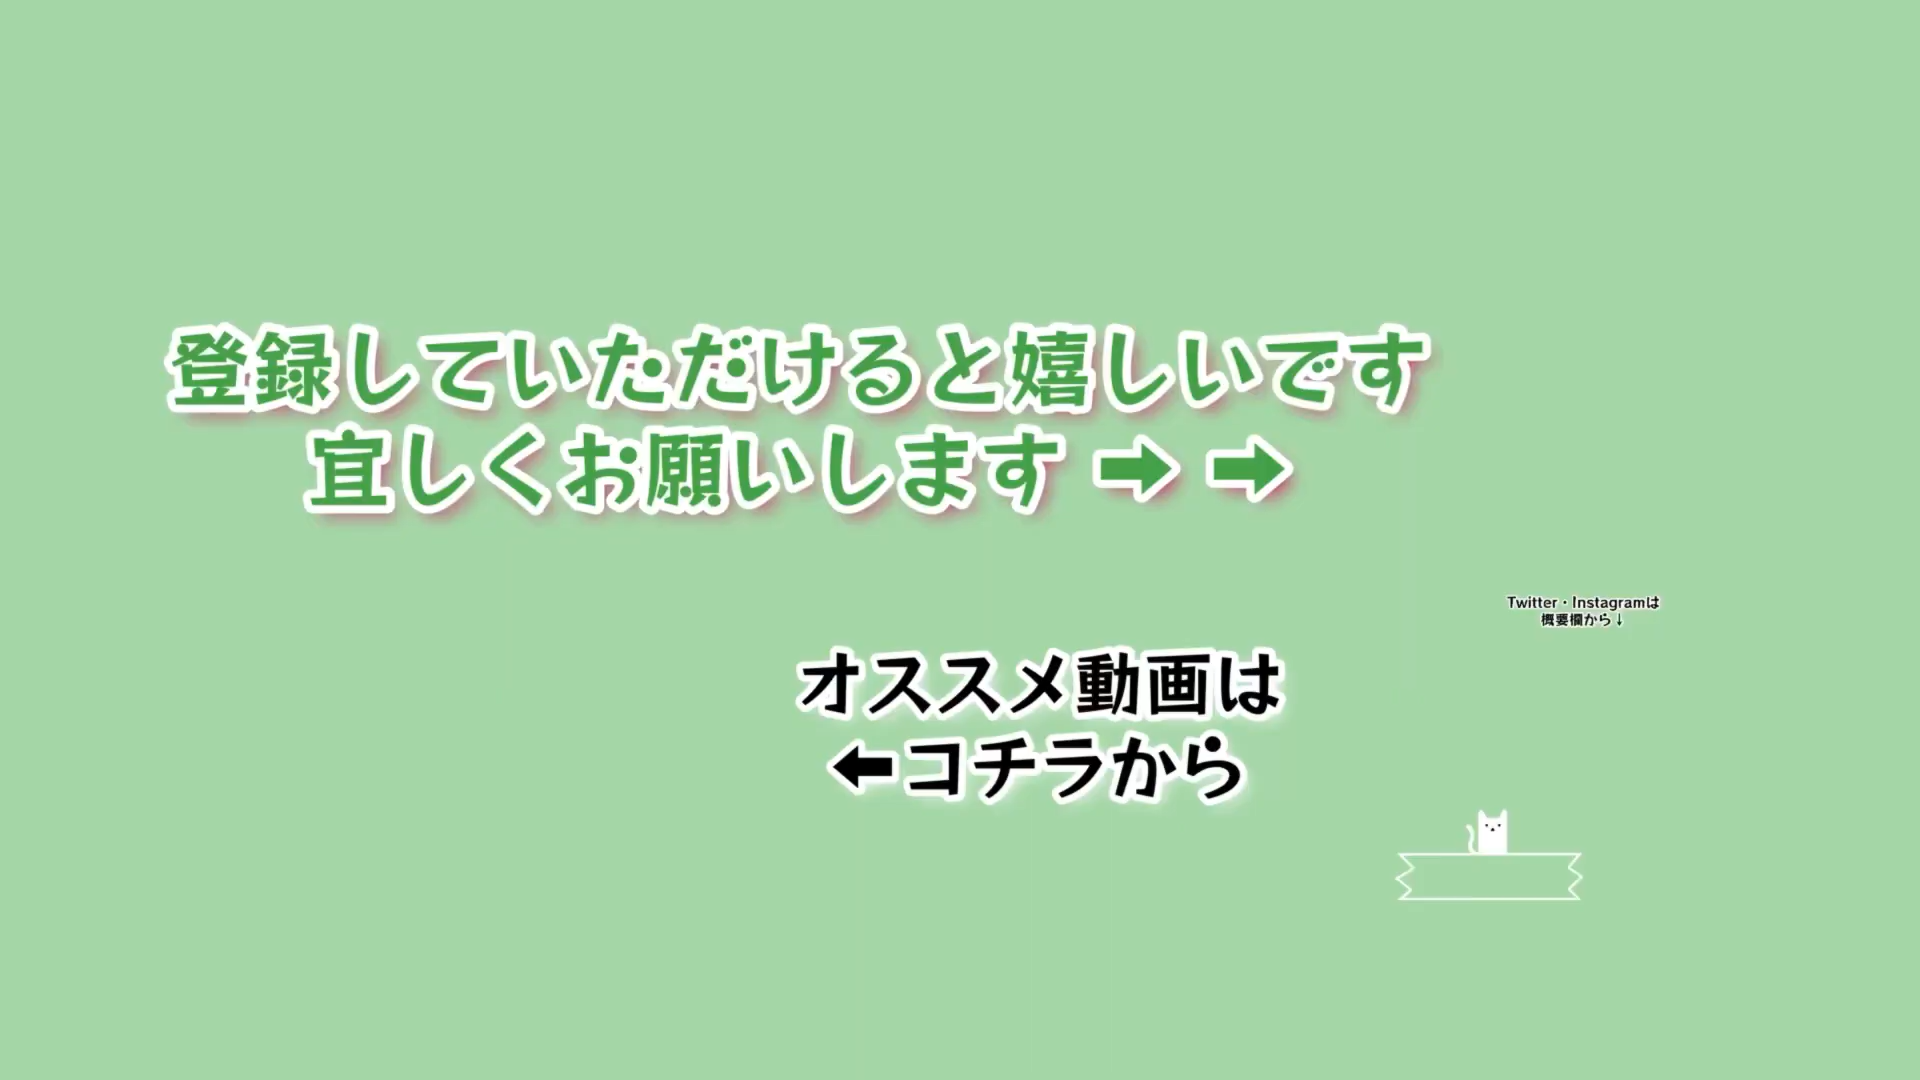 登録していただけると嬉しいです
宜しくお願いします ➡ ➡
Twitter・Instagramは
概要欄から↓
オススメ動画は
⬅コチラから